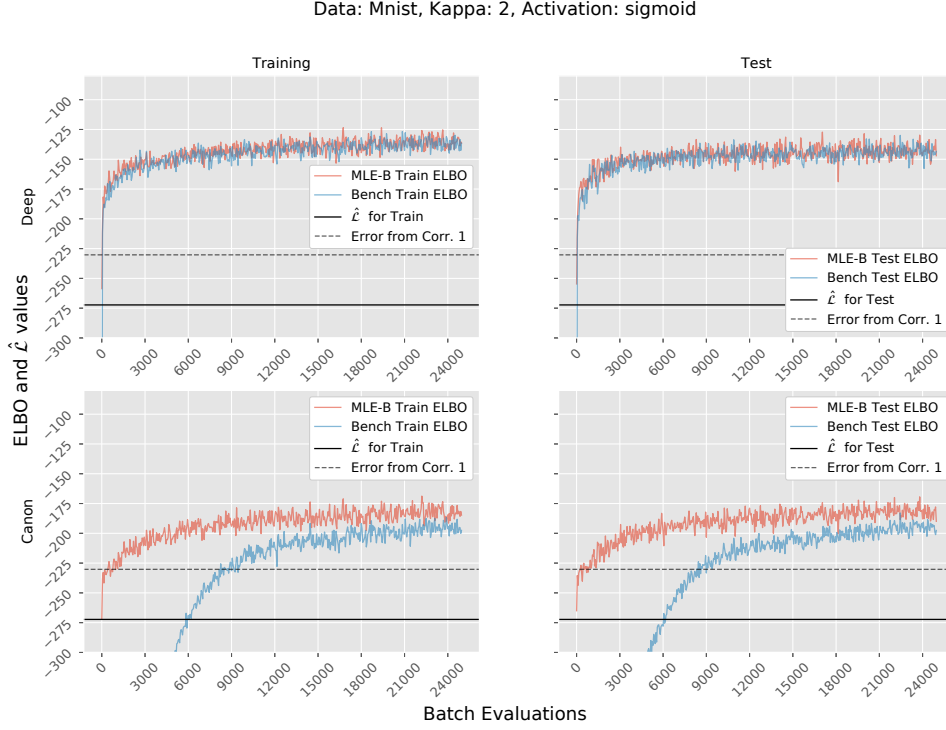 Data: Mnist, Kappa: 2, Activation: sigmoid
Training
Test
ELBO and ℒ̂ values
Deep
−100
−125
−150
−175
−200
−225
−250
−275
−300
MLE-B Train ELBO
Bench Train ELBO
ℒ̂ for Train
Error from Corr. 1
0
3000
6000
9000
12000
15000
18000
21000
24000
MLE-B Test ELBO
Bench Test ELBO
ℒ̂ for Test
Error from Corr. 1
0
3000
6000
9000
12000
15000
18000
21000
24000
Canon
−100
−125
−150
−175
−200
−225
−250
−275
−300
MLE-B Train ELBO
Bench Train ELBO
ℒ̂ for Train
Error from Corr. 1
0
3000
6000
9000
12000
15000
18000
21000
24000
MLE-B Test ELBO
Bench Test ELBO
ℒ̂ for Test
Error from Corr. 1
0
3000
6000
9000
12000
15000
18000
21000
24000
Batch Evaluations